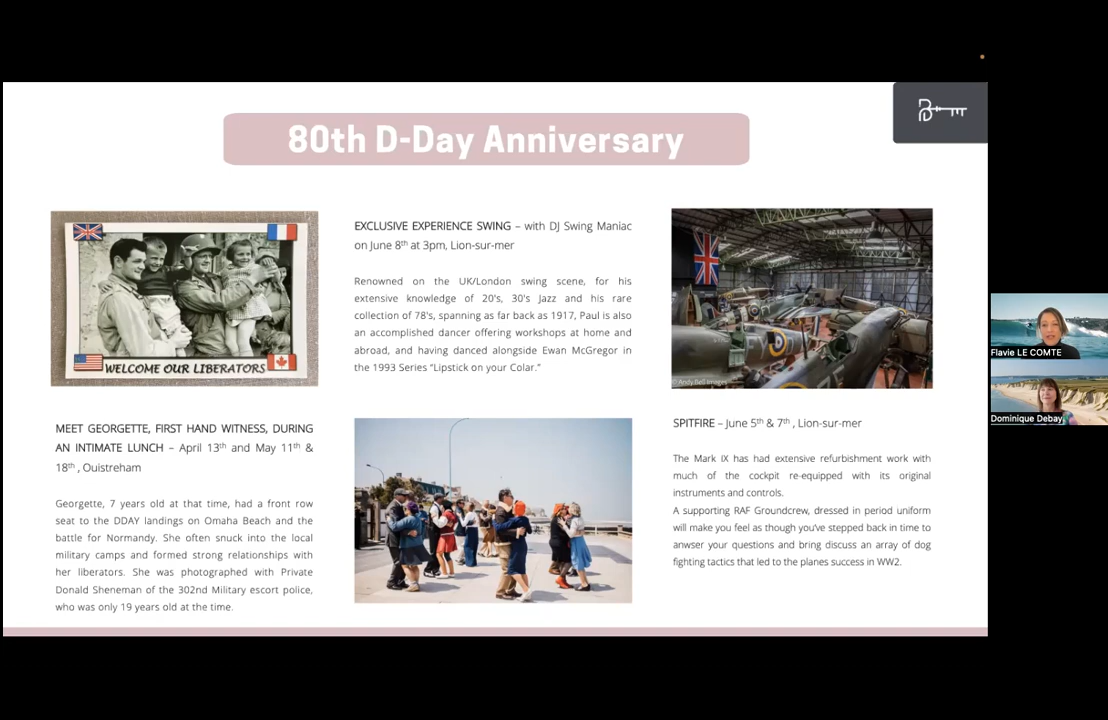 80th D-Day Anniversary
WELCOME OUR LIBERATORS
MEET GEORGETTE, FIRST HAND WITNESS, DURING
AN INTIMATE LUNCH – April 13th and May 11th &
18th , Ouistreham
Georgette, 7 years old at that time, had a front row
seat to the DDAY landings on Omaha Beach and the
battle for Normandy. She often snuck into the local
military camps and formed strong relationships with
her liberators. She was photographed with Private
Donald Sheneman of the 302nd Military escort police,
who was only 19 years old at the time.
EXCLUSIVE EXPERIENCE SWING – with DJ Swing Maniac
on June 8th at 3pm, Lion-sur-mer
Renowned on the UK/London swing scene, for his
extensive knowledge of 20's, 30's Jazz and his rare
collection of 78's, spanning as far back as 1917, Paul is also
an accomplished dancer offering workshops at home and
abroad, and having danced alongside Ewan McGregor in
the 1993 Series “Lipstick on your Colar.”
© Andy Bell Images
SPITFIRE – June 5th & 7th , Lion-sur-mer
The Mark IX has had extensive refurbishment work with
much of the cockpit re-equipped with its original
instruments and controls.
A supporting RAF Groundcrew, dressed in period uniform
will make you feel as though you’ve stepped back in time to
anwser your questions and bring discuss an array of dog
fighting tactics that led to the planes success in WW2.
Flavie LE COMTE
Dominique Debay